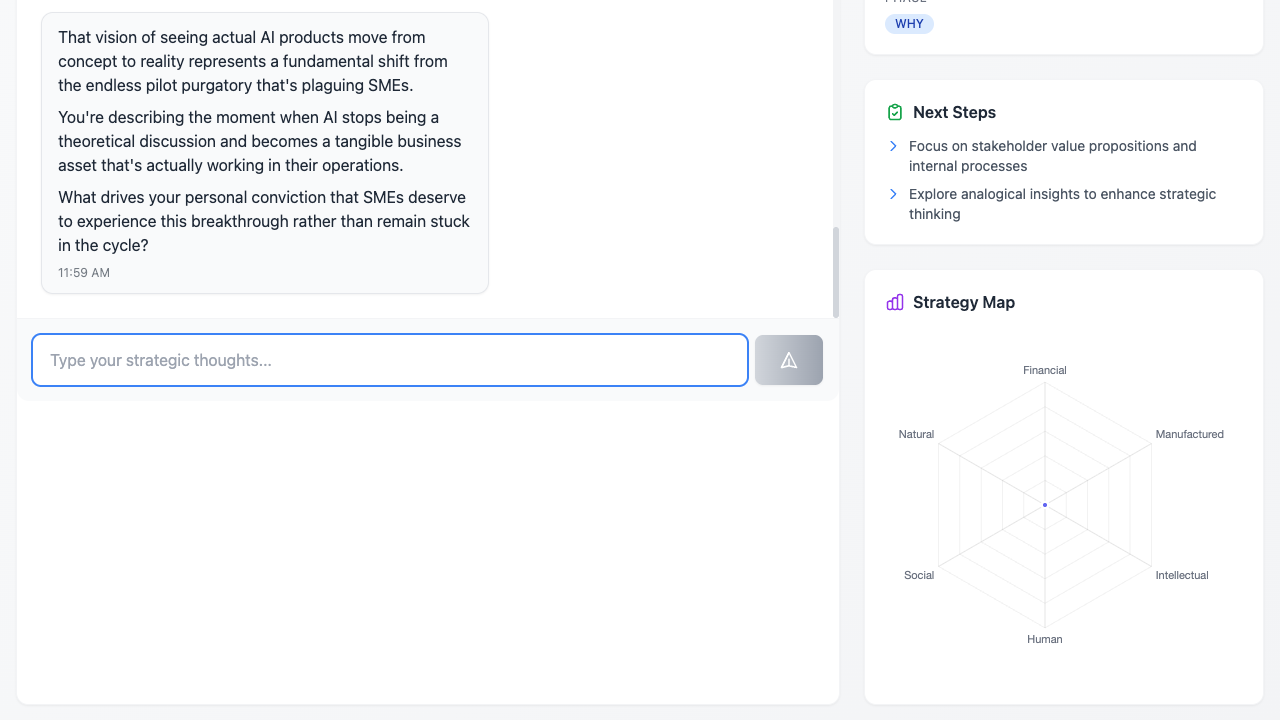 That vision of seeing actual AI products move from
concept to reality represents a fundamental shift from
the endless pilot purgatory that's plaguing SMEs.
You're describing the moment when AI stops being a
theoretical discussion and becomes a tangible business
asset that's actually working in their operations.
What drives your personal conviction that SMEs deserve
to experience this breakthrough rather than remain stuck
in the cycle?
11:59 AM
Type your strategic thoughts...
WHY
Next Steps
Focus on stakeholder value propositions and
internal processes
Explore analogical insights to enhance strategic
thinking
Strategy Map
Financial
Natural
Manufactured
Social
Intellectual
Human